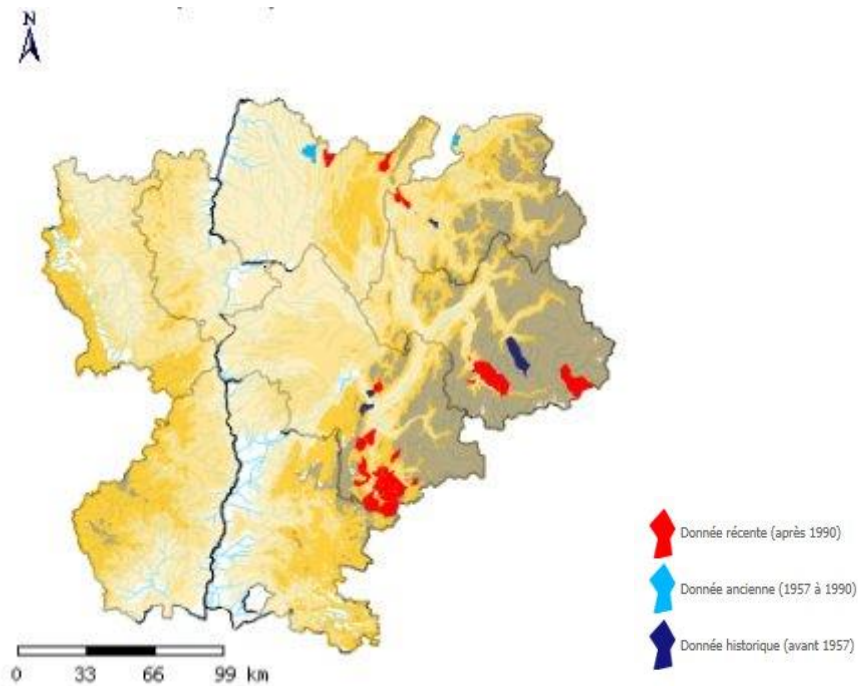 N
Donnée récente (après 1990)
Donnée ancienne (1957 à 1990)
Donnée historique (avant 1957)
0 33 66 99 km